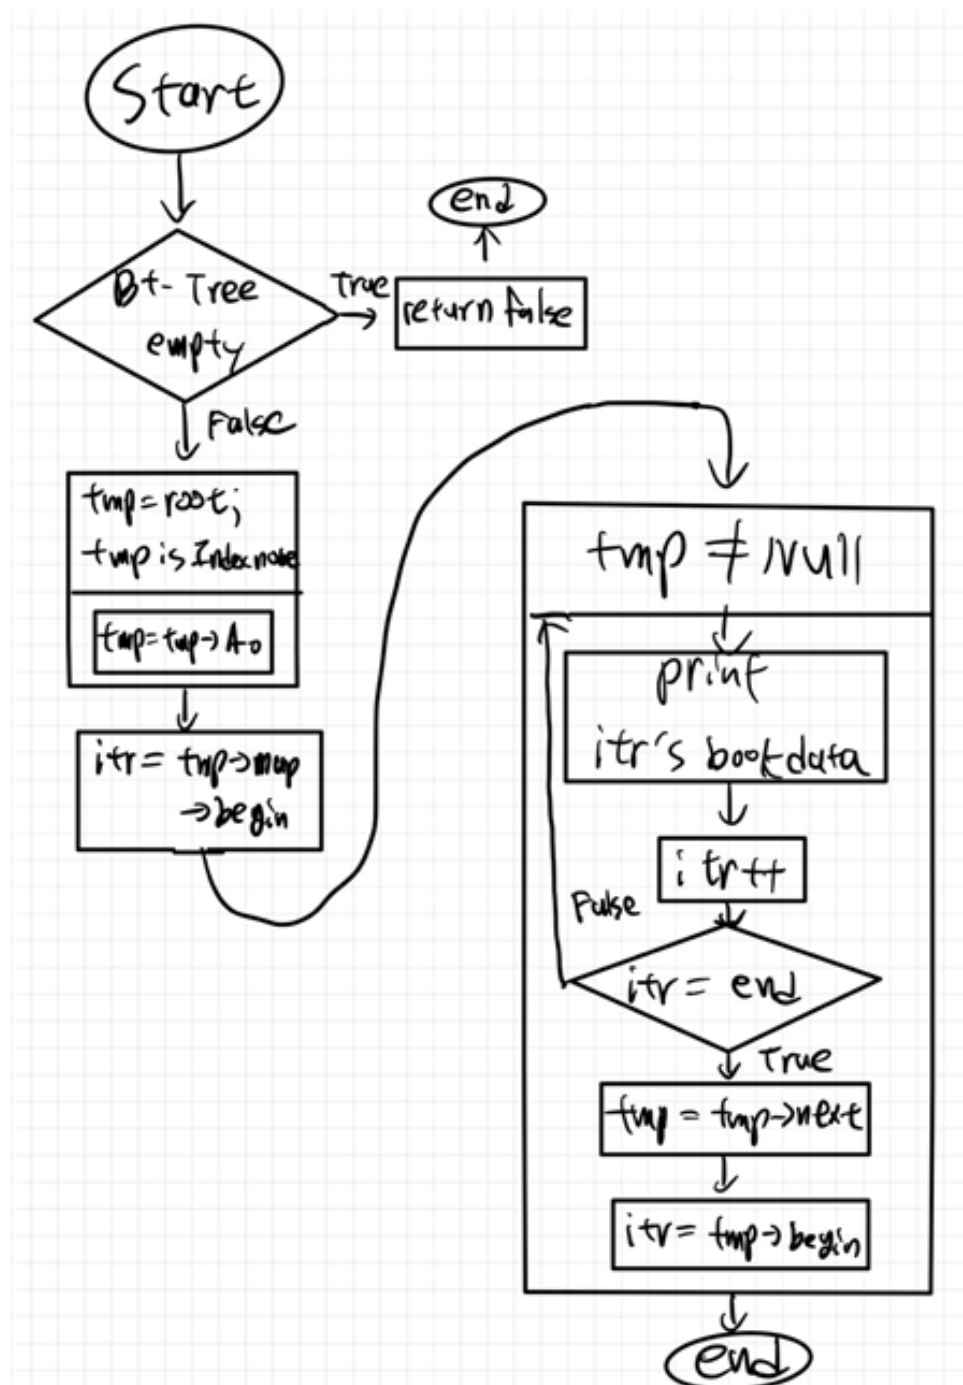 Start
B+-Tree
empty
True
return false
end
False
tmp=root;
tmp is Indexnode
tmp=tmp→A0
itr= tmp→map
→begin
tmp ≠ Null
print
itr's bookdata
itr++
False
itr= end
True
tmp = tmp→next
itr= tmp→begin
end